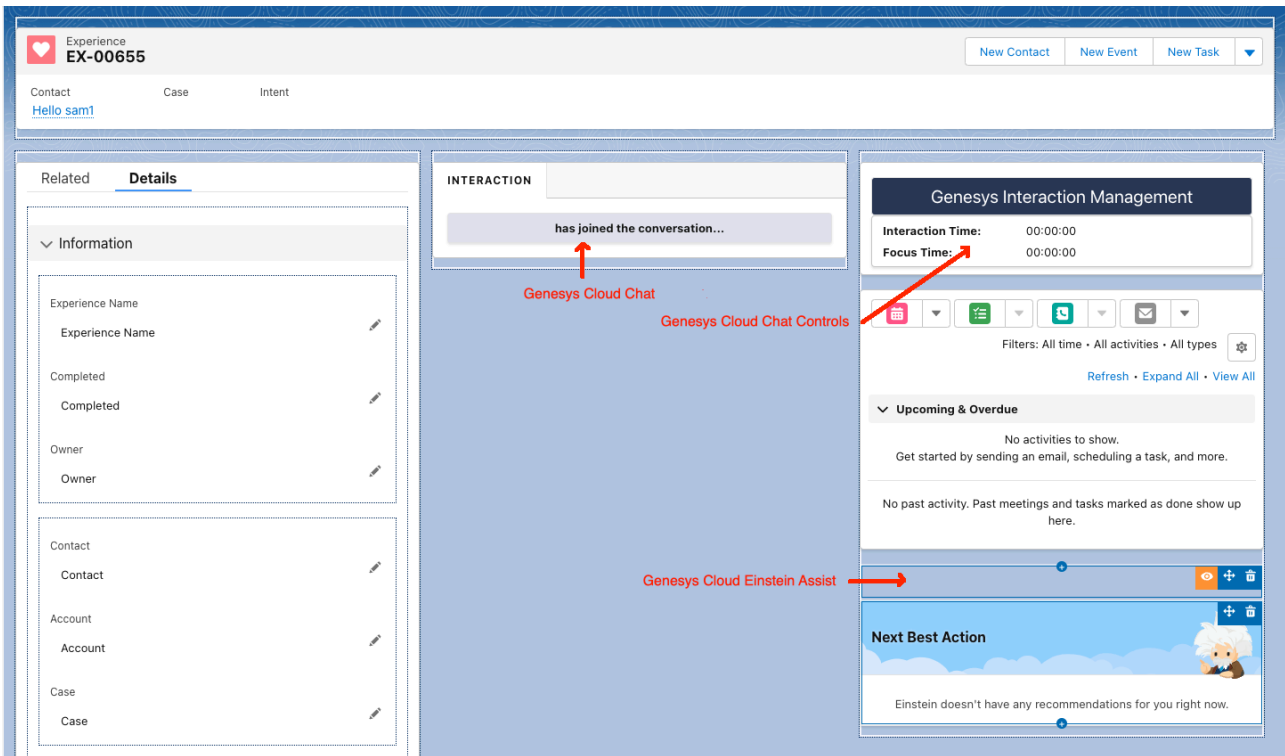 Experience
EX-00655
New Contact
New Event
New Task
Contact
Case
Intent
Hello sam1
Related
Details
Information
Experience Name
Experience Name
Completed
Completed
Owner
Owner
Contact
Contact
Account
Account
Case
Case
INTERACTION
has joined the conversation...
Genesys Cloud Chat
Genesys Cloud Chat Controls
Genesys Cloud Einstein Assist
Genesys Interaction Management
Interaction Time: 00:00:00
Focus Time: 00:00:00
Filters: All time • All activities • All types
Refresh • Expand All • View All
Upcoming & Overdue
No activities to show.
Get started by sending an email, scheduling a task, and more.
No past activity. Past meetings and tasks marked as done show up
here.
Next Best Action
Einstein doesn't have any recommendations for you right now.